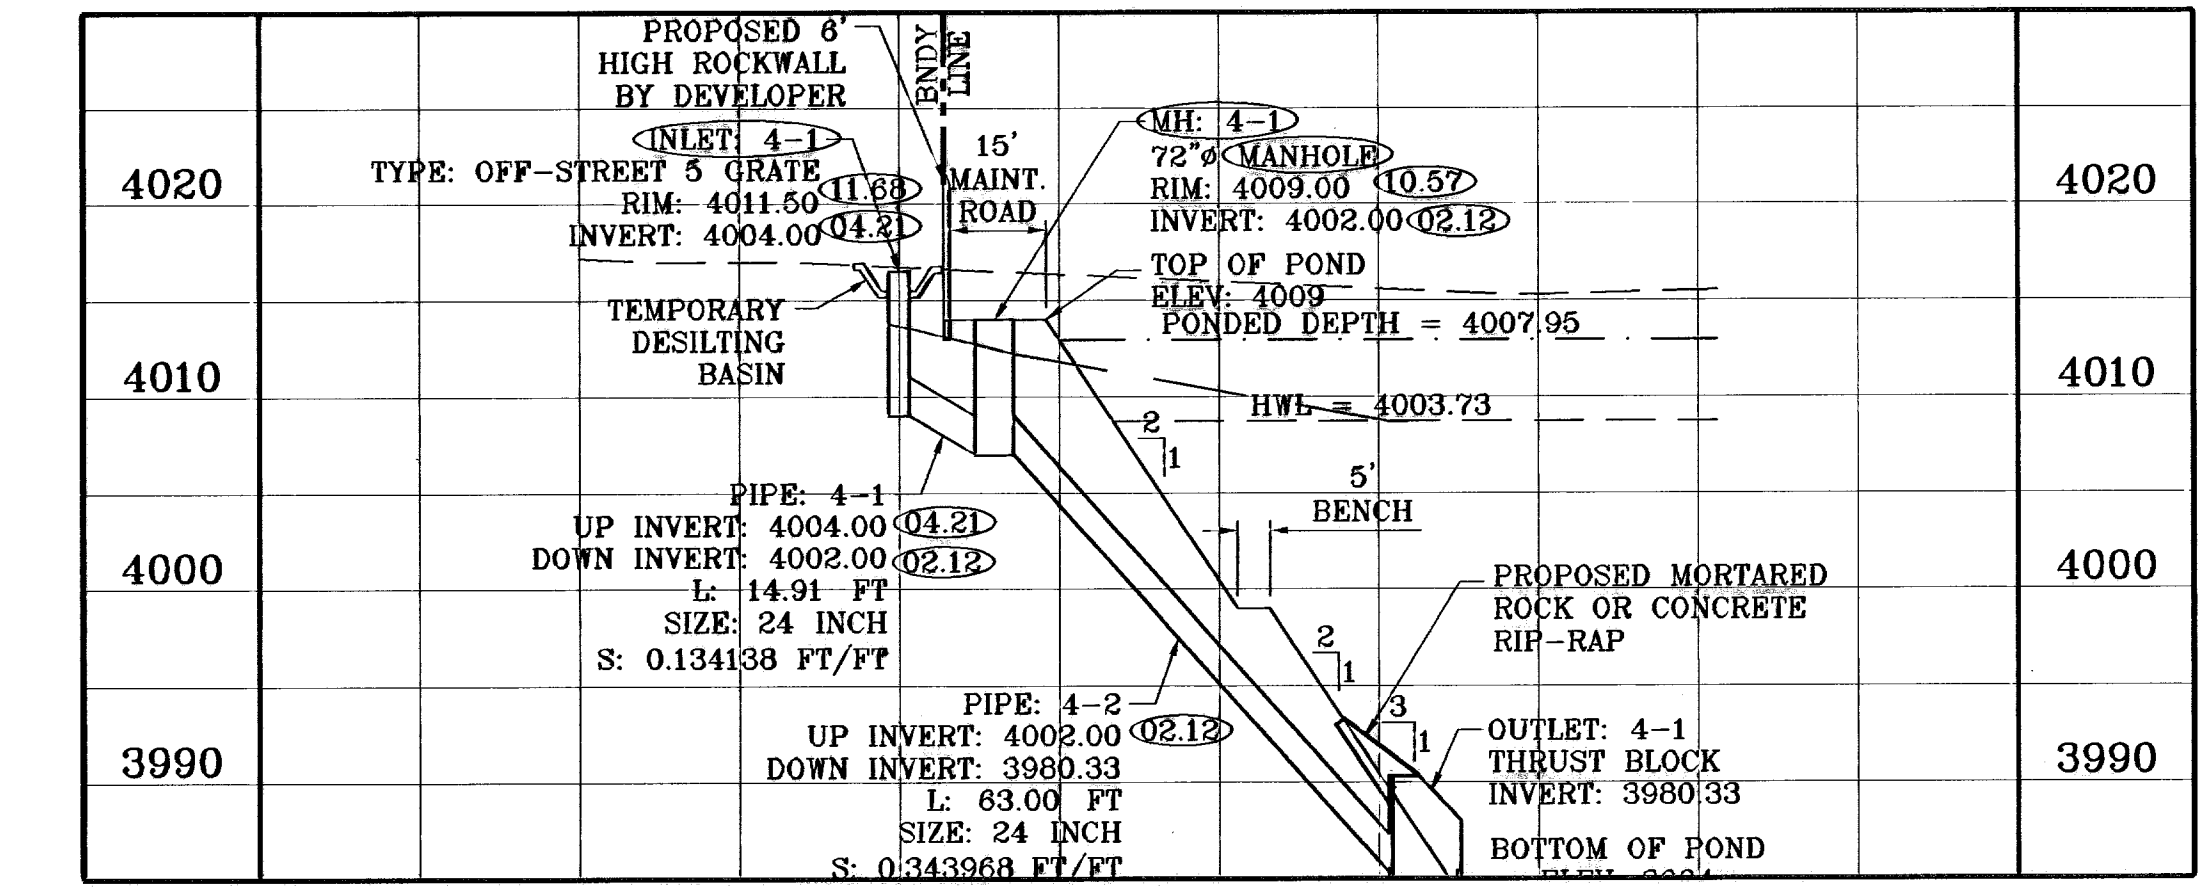 PROPOSED 6'
HIGH ROCKWALL
BY DEVELOPER
BNDY
LINE
INLET: 4-1
TYPE: OFF-STREET 5 GRATE
RIM: 4011.50 11.68
INVERT: 4004.00 04.21
15'
MAINT.
ROAD
MH: 4-1
72"ø MANHOLE
RIM: 4009.00 10.57
INVERT: 4002.00 02.12
TOP OF POND
ELEV: 4009
PONDED DEPTH = 4007.95
4020
4020
TEMPORARY
DESILTING
BASIN
4010
4010
HWL = 4003.73
2
1
5'
BENCH
PIPE: 4-1
UP INVERT: 4004.00 04.21
DOWN INVERT: 4002.00 02.12
L: 14.91 FT
SIZE: 24 INCH
S: 0.134138 FT/FT
4000
4000
PROPOSED MORTARED
ROCK OR CONCRETE
RIP-RAP
2
1
3
1
PIPE: 4-2
UP INVERT: 4002.00 02.12
DOWN INVERT: 3980.33
L: 63.00 FT
SIZE: 24 INCH
S: 0.343968 FT/FT
3990
3990
OUTLET: 4-1
THRUST BLOCK
INVERT: 3980.33
BOTTOM OF POND